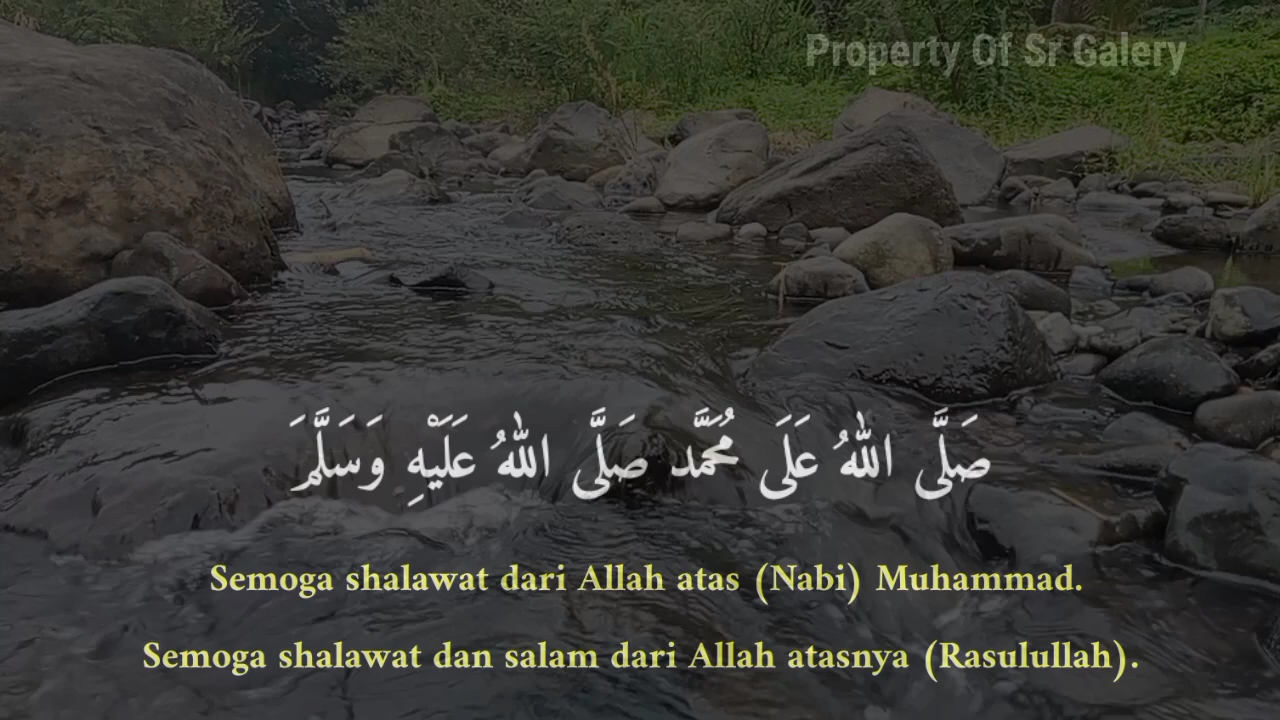 Property Of Sr Galery
صَلَّى اللهُ عَلَى مُحَمَّد صَلَّى اللهُ عَلَيْهِ وَسَلَّمَ
Semoga shalawat dari Allah atas (Nabi) Muhammad.
Semoga shalawat dan salam dari Allah atasnya (Rasulullah).